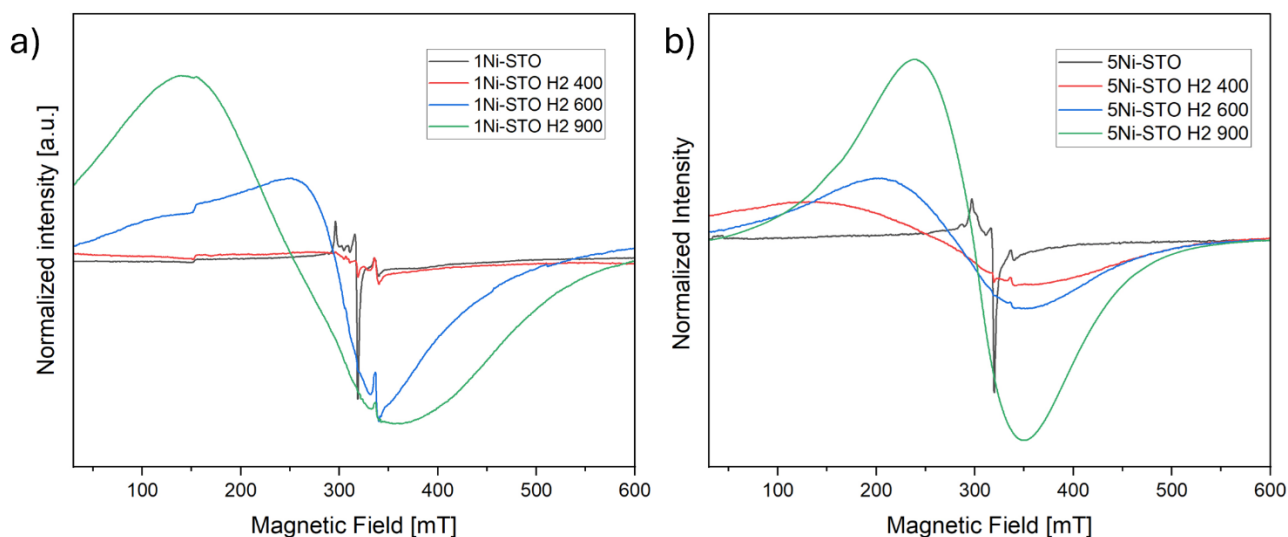 a)
1Ni-STO
1Ni-STO H2 400
1Ni-STO H2 600
1Ni-STO H2 900
Normalized intensity [a.u.]
100
200
300
400
500
600
Magnetic Field [mT]
b)
5Ni-STO
5Ni-STO H2 400
5Ni-STO H2 600
5Ni-STO H2 900
Normalized Intensity
100
200
300
400
500
600
Magnetic Field [mT]